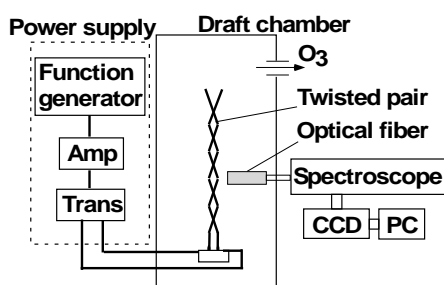 Power supply
Draft chamber
Function
generator
Amp
Trans
O3
Twisted pair
Optical fiber
Spectroscope
CCD
PC